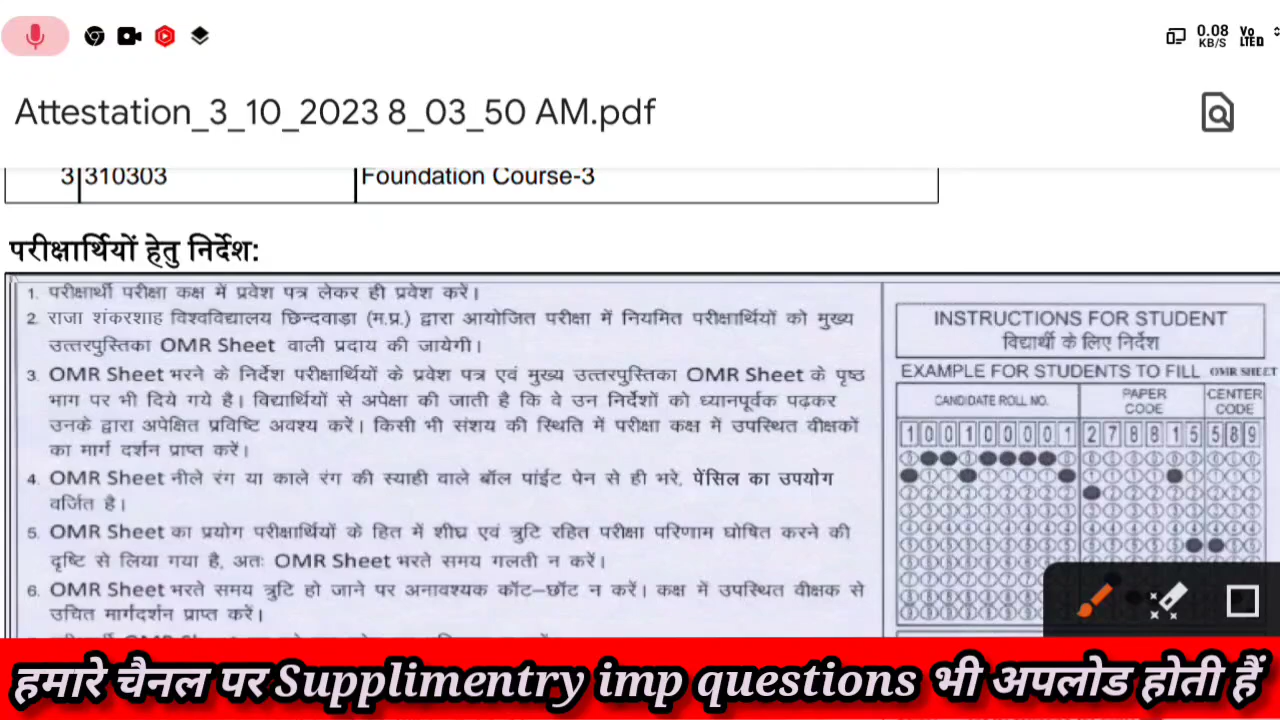 0.08
KB/S
Vo
LTE
Attestation_3_10_2023 8_03_50 AM.pdf
3 310303 Foundation Course-3
परीक्षार्थियों हेतु निर्देश:
1. परीक्षार्थी परीक्षा कक्ष में प्रवेश पत्र लेकर ही प्रवेश करें।
2. राजा शंकरशाह विश्वविद्यालय छिन्दवाड़ा (म.प्र.) द्वारा आयोजित परीक्षा में नियमित परीक्षार्थियों को मुख्य
उत्तरपुस्तिका OMR Sheet वाली प्रदाय की जायेगी।
3. OMR Sheet भरने के निर्देश परीक्षार्थियों के प्रवेश पत्र एवं मुख्य उत्तरपुस्तिका OMR Sheet के पृष्ठ
भाग पर भी दिये गये है। विद्यार्थियों से अपेक्षा की जाती है कि वे उन निर्देशों को ध्यानपूर्वक पढ़कर
उनके द्वारा अपेक्षित प्रविष्टि अवश्य करें। किसी भी संशय की स्थिति में परीक्षा कक्ष में उपस्थित वीक्षकों
का मार्ग दर्शन प्राप्त करें।
4. OMR Sheet नीले रंग या काले रंग की स्याही वाले बॉल पांईट पेन से ही भरे, पेंसिल का उपयोग
वर्जित है।
5. OMR Sheet का प्रयोग परीक्षार्थियों के हित में शीघ्र एवं त्रुटि रहित परीक्षा परिणाम घोषित करने की
दृष्टि से लिया गया है, अतः OMR Sheet भरते समय गलती न करें।
6. OMR Sheet भरते समय त्रुटि हो जाने पर अनावश्यक कॉट–छॉट न करें। कक्ष में उपस्थित वीक्षक से
उचित मार्गदर्शन प्राप्त करें।
INSTRUCTIONS FOR STUDENT
विद्यार्थी के लिए निर्देश
EXAMPLE FOR STUDENTS TO FILL OMR SHEET
CANDIDATE ROLL NO. PAPER CODE CENTER CODE
1 0 0 1 0 0 0 0 1 2 7 8 8 1 5 5 8 9
हमारे चैनल पर Supplimentry imp questions भी अपलोड होती हैं